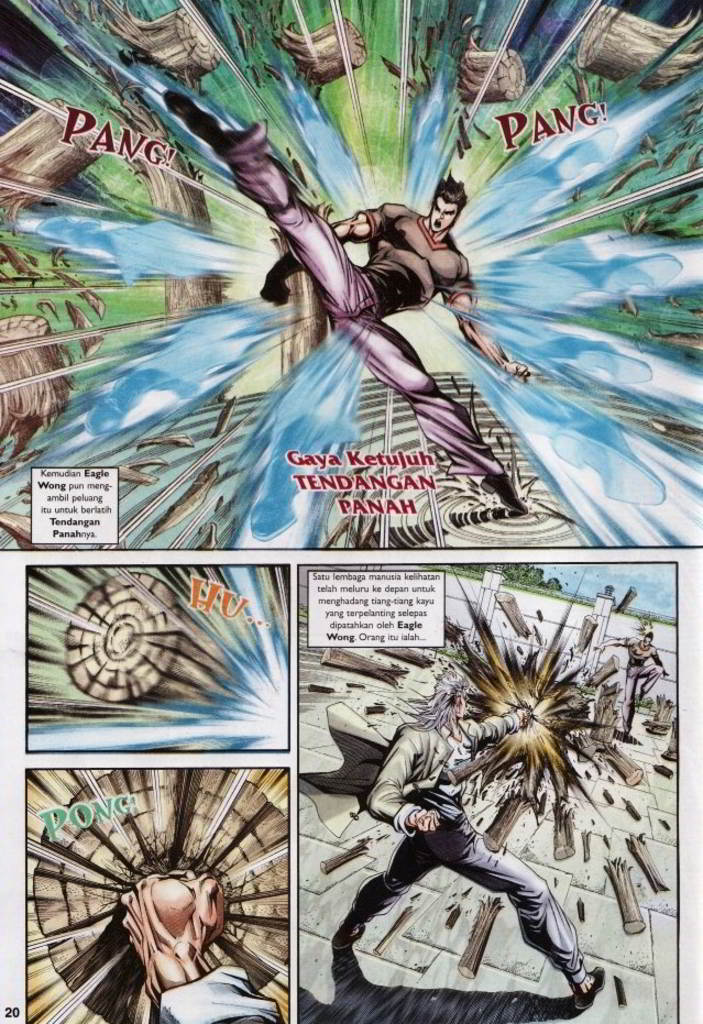 PANG!
PANG!
Gaya Ketujuh
TENDANGAN
PANAH
Kemudian Eagle
Wong pun meng-
ambil peluang
itu untuk berlatih
Tendangan
Panahnya.
HU...
Satu lembaga manusia kelihatan
telah meluru ke depan untuk
menghadang tiang-tiang kayu
yang terpelanting selepas
dipatahkan oleh Eagle
Wong. Orang itu ialah...
PONG!
20